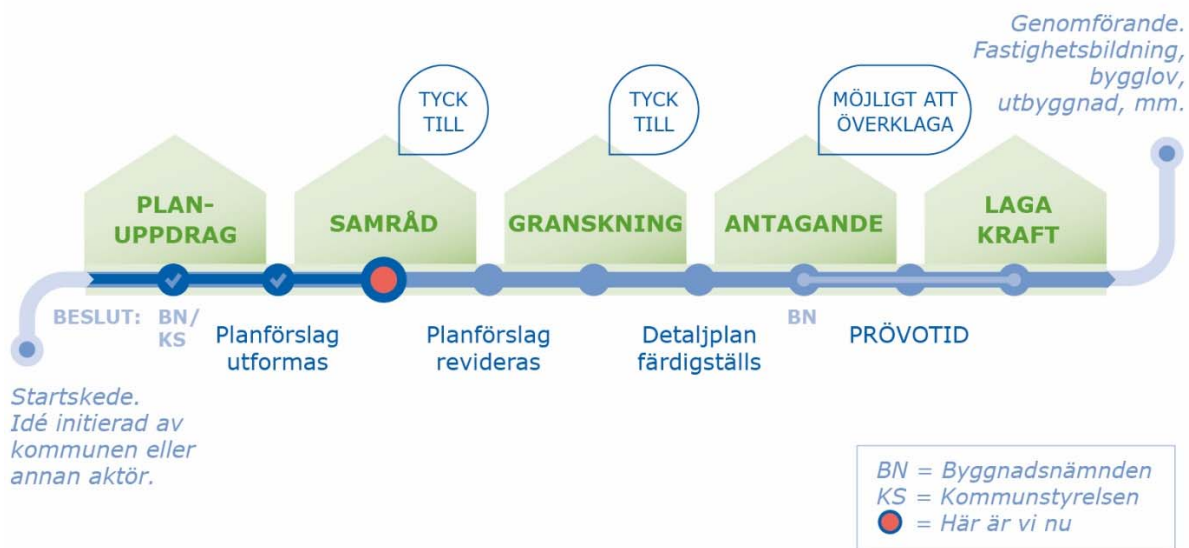 Genomförande.
Fastighetsbildning,
bygglov,
utbyggnad, mm.
TYCK
TILL
TYCK
TILL
MÖJLIGT ATT
ÖVERKLAGA
PLAN-
UPPDRAG
SAMRÅD
GRANSKNING
ANTAGANDE
LAGA
KRAFT
BESLUT:
BN/
KS
Planförslag
utformas
Planförslag
revideras
Detaljplan
färdigställs
BN
PRÖVOTID
Startskede.
Idé initierad av
kommunen eller
annan aktör.
BN = Byggnadsnämnden
KS = Kommunstyrelsen
= Här är vi nu